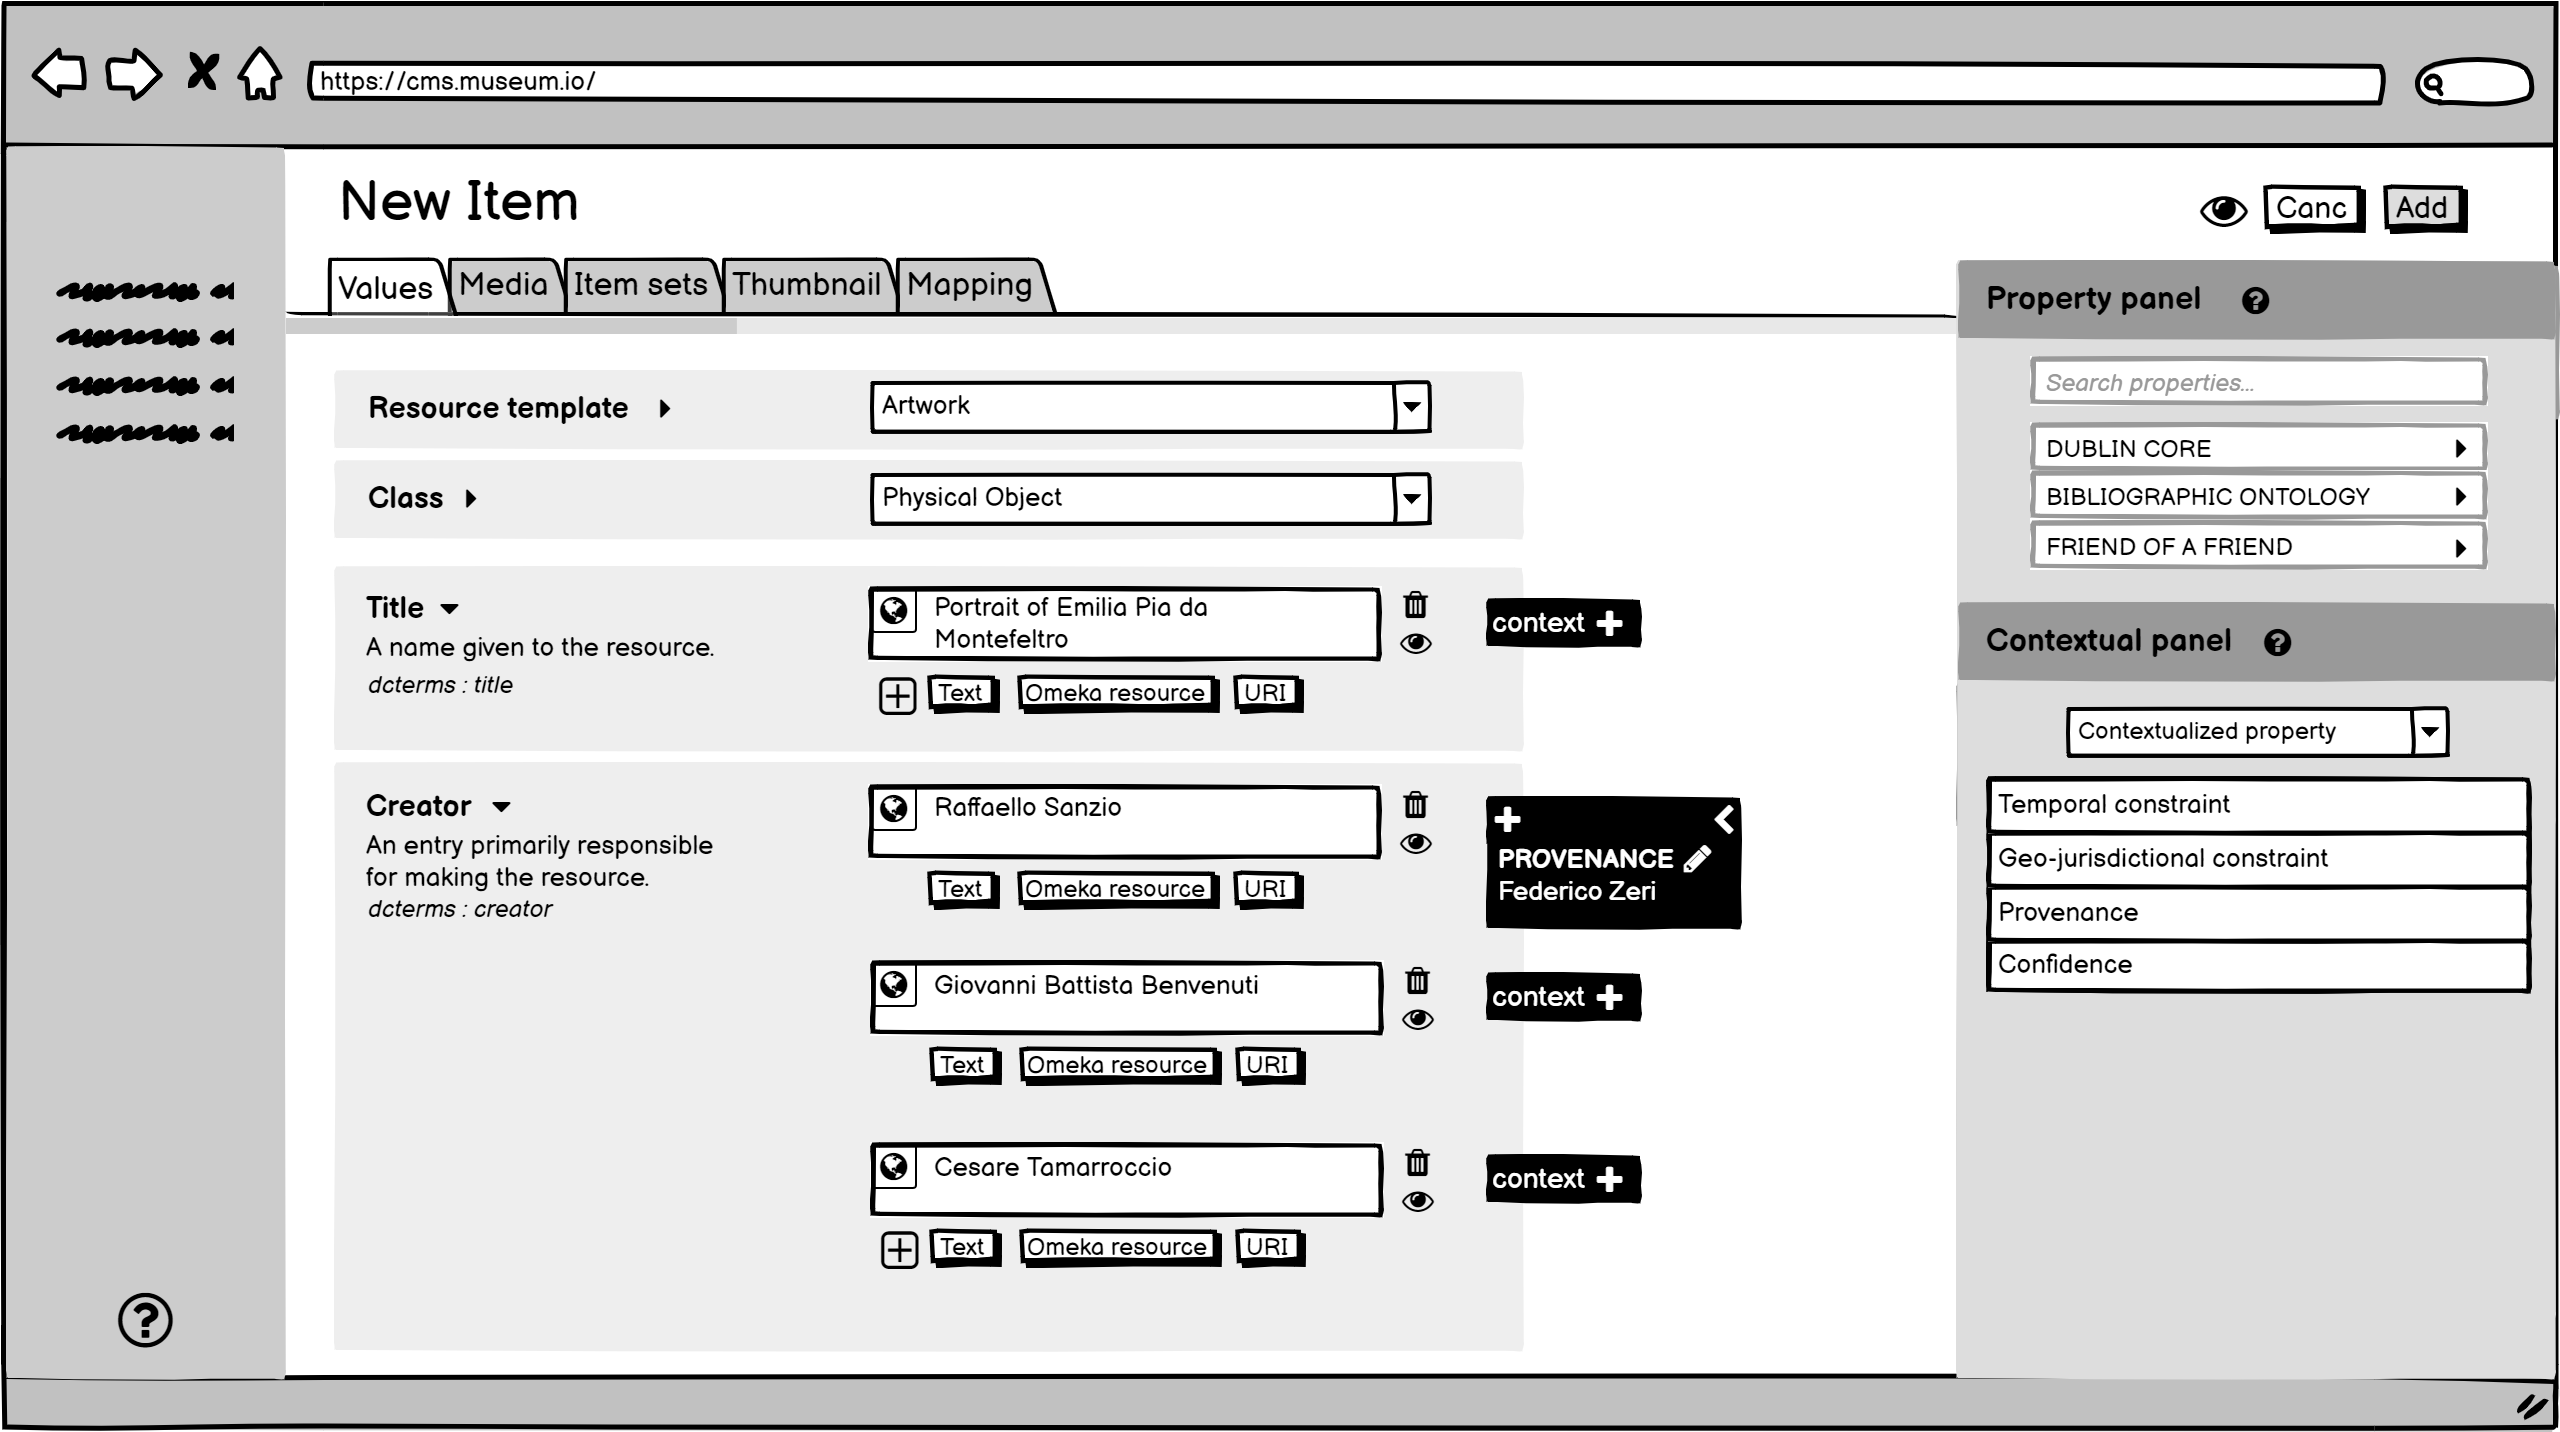 https://cms.museum.io/
New Item
Canc
Add
Values
Media
Item sets
Thumbnail
Mapping
Resource template
Artwork
Class
Physical Object
Title
A name given to the resource.
dcterms : title
Portrait of Emilia Pia da
Montefeltro
context
Text
Omeka resource
URI
Creator
An entry primarily responsible
for making the resource.
dcterms : creator
Raffaello Sanzio
Text
Omeka resource
URI
PROVENANCE
Federico Zeri
Giovanni Battista Benvenuti
context
Text
Omeka resource
URI
Cesare Tamarroccio
context
Text
Omeka resource
URI
Property panel
Search properties...
DUBLIN CORE
BIBLIOGRAPHIC ONTOLOGY
FRIEND OF A FRIEND
Contextual panel
Contextualized property
Temporal constraint
Geo-jurisdictional constraint
Provenance
Confidence